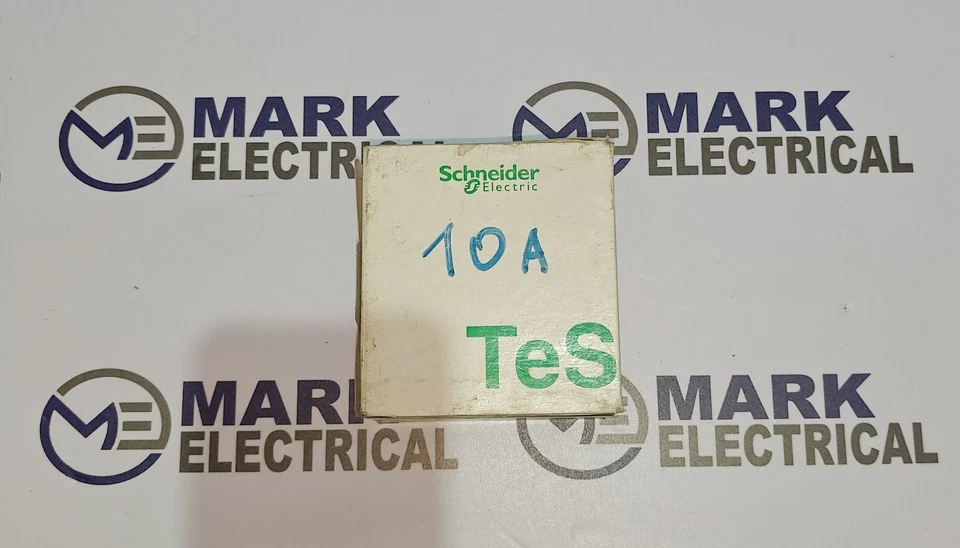 MARK
ELECTRICAL
MARK
ELECTRICAL
Schneider
Electric
10A
TeS
MARK
ELECTRICAL
MARK
ELECTRICAL